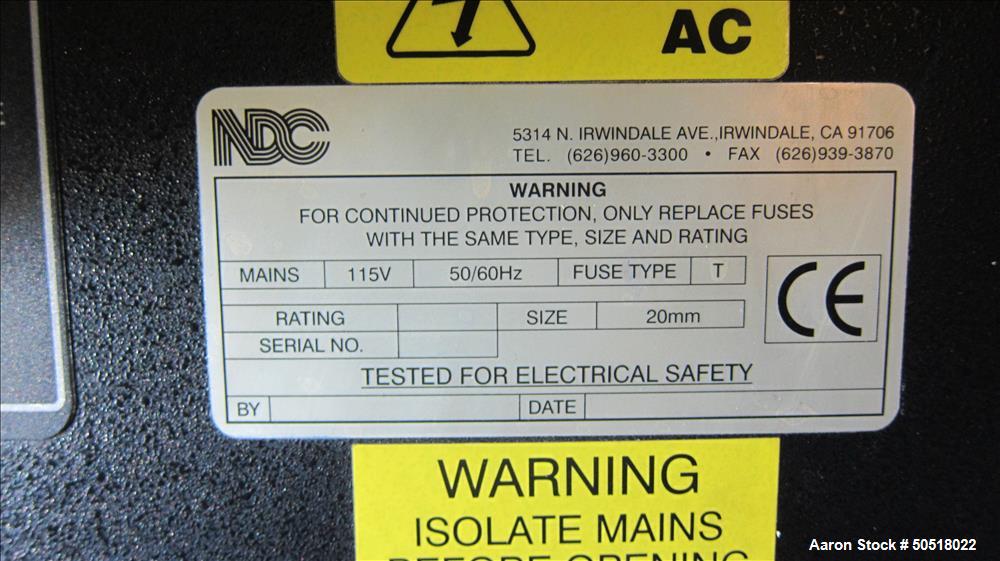 AC
NDC
5314 N. IRWINDALE AVE.,IRWINDALE, CA 91706
TEL. (626)960-3300 • FAX (626)939-3870
WARNING
FOR CONTINUED PROTECTION, ONLY REPLACE FUSES
WITH THE SAME TYPE, SIZE AND RATING
MAINS 115V 50/60Hz FUSE TYPE T
CE
RATING SIZE 20mm
SERIAL NO.
TESTED FOR ELECTRICAL SAFETY
BY DATE
WARNING
ISOLATE MAINS
BEFORE OPENING
Aaron Stock # 50518022